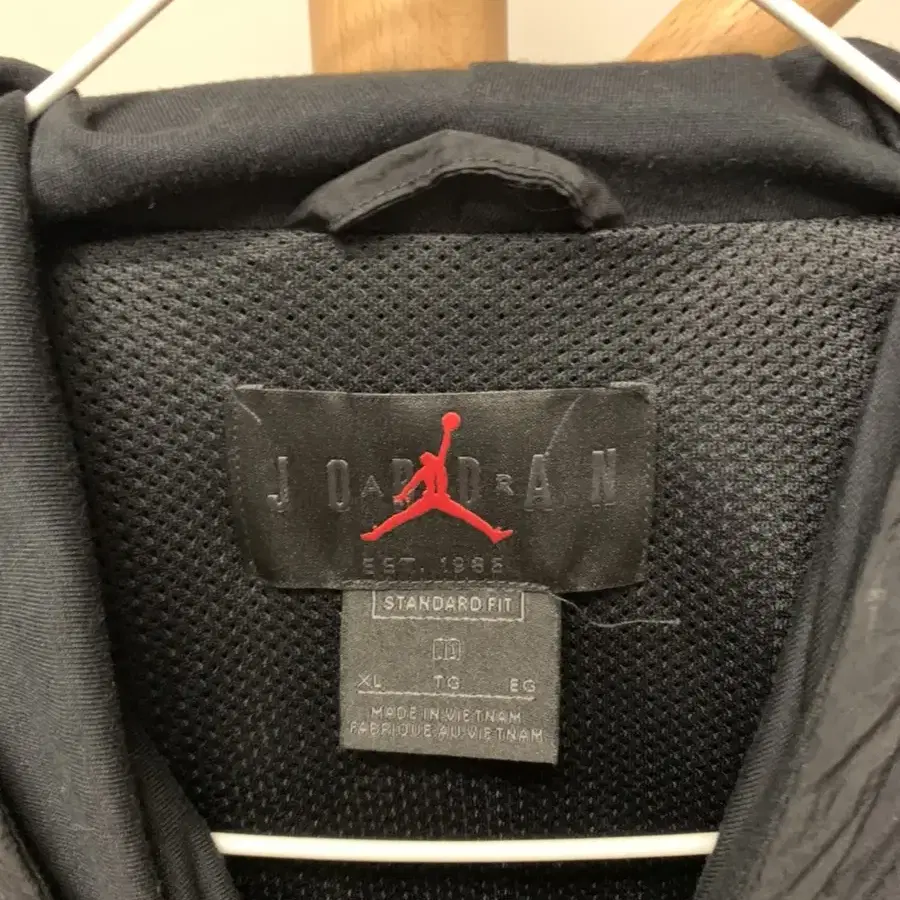 JORDAN
A R
EST. 1985
STANDARD FIT
XL TG EG
MADE IN VIETNAM
FABRIQUE AU VIETNAM